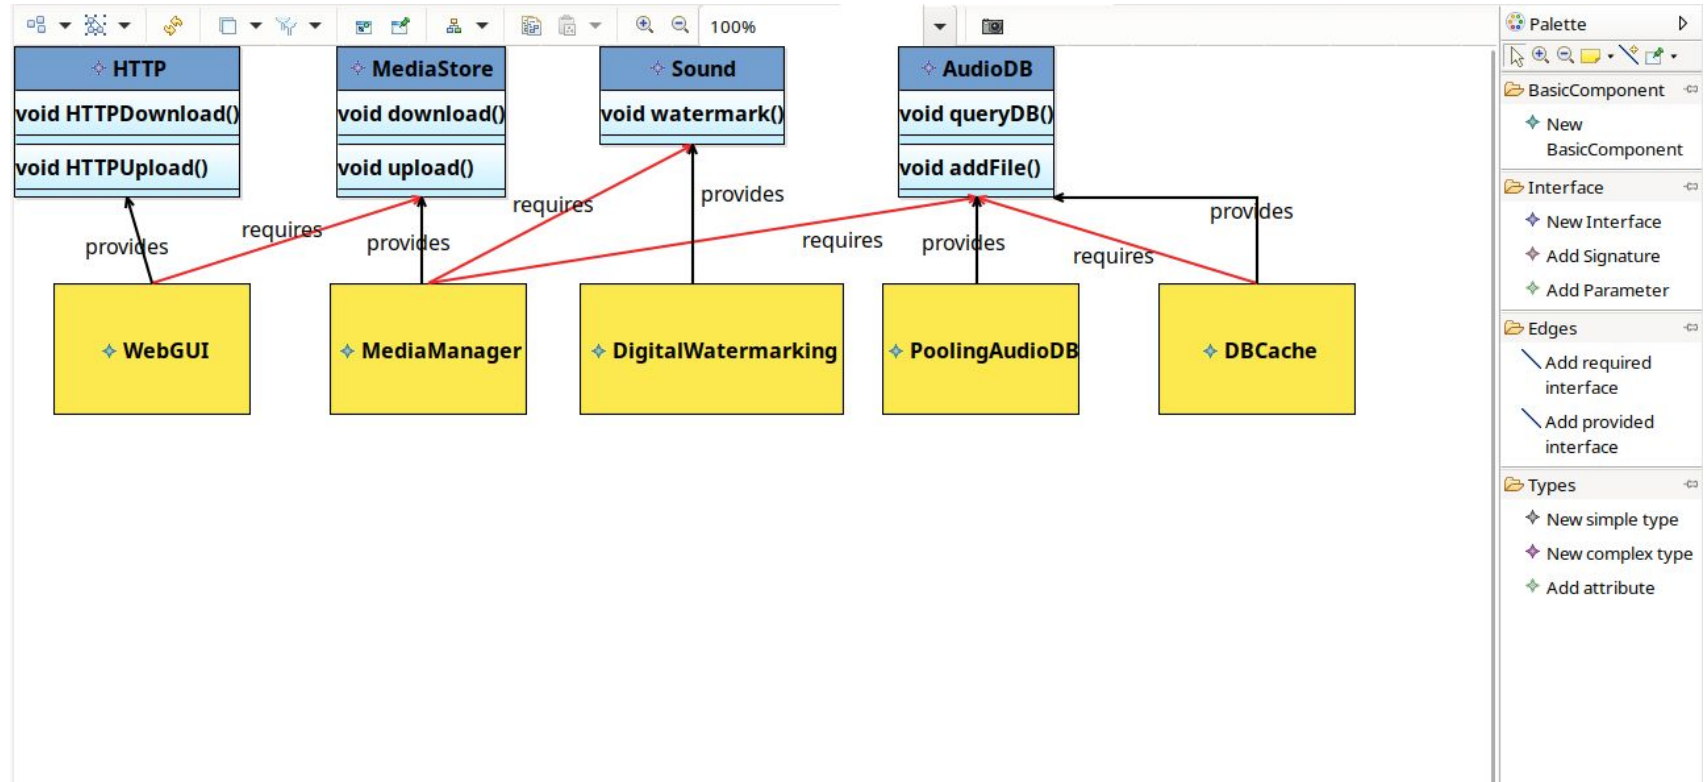 100%
Palette
HTTP
void HTTPDownload()
void HTTPUpload()
MediaStore
void download()
void upload()
Sound
void watermark()
AudioDB
void queryDB()
void addFile()
provides
requires
provides
requires
provides
requires
provides
requires
provides
WebGUI
MediaManager
DigitalWatermarking
PoolingAudioDB
DBCache
BasicComponent
New
BasicComponent
Interface
New Interface
Add Signature
Add Parameter
Edges
Add required
interface
Add provided
interface
Types
New simple type
New complex type
Add attribute